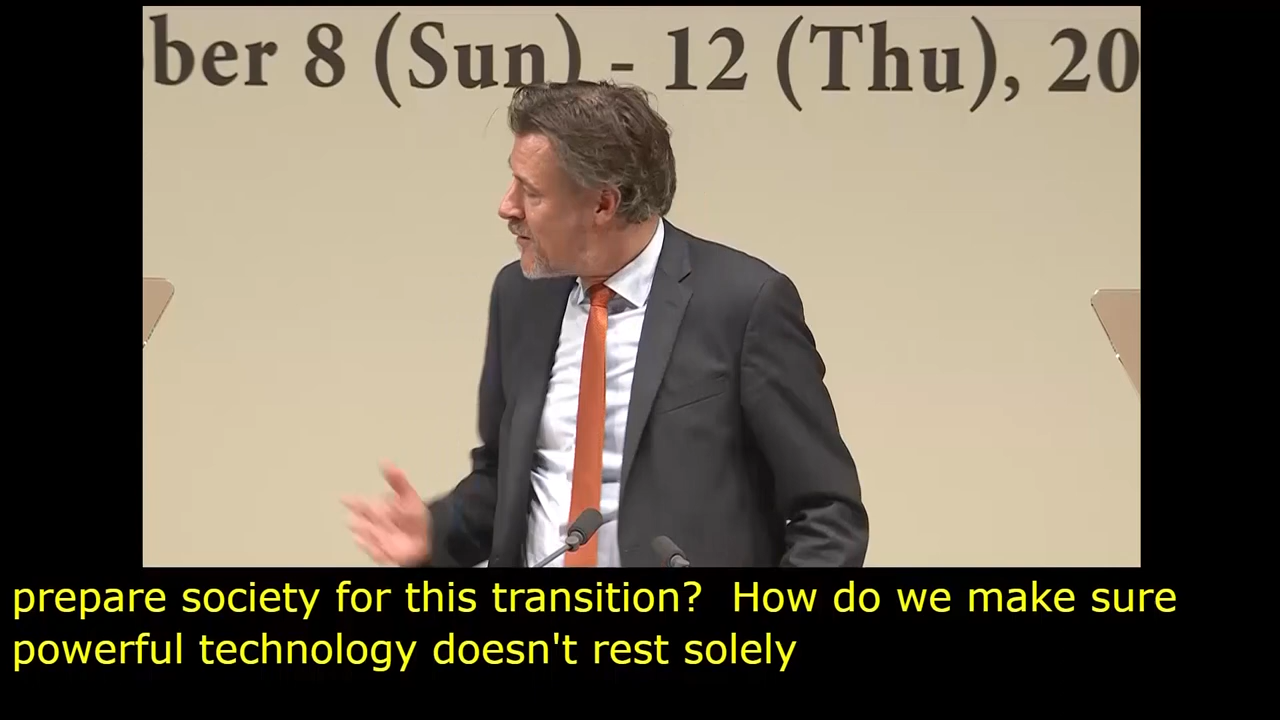 ber 8 (Sun) - 12 (Thu), 20
prepare society for this transition?  How do we make sure
powerful technology doesn't rest solely